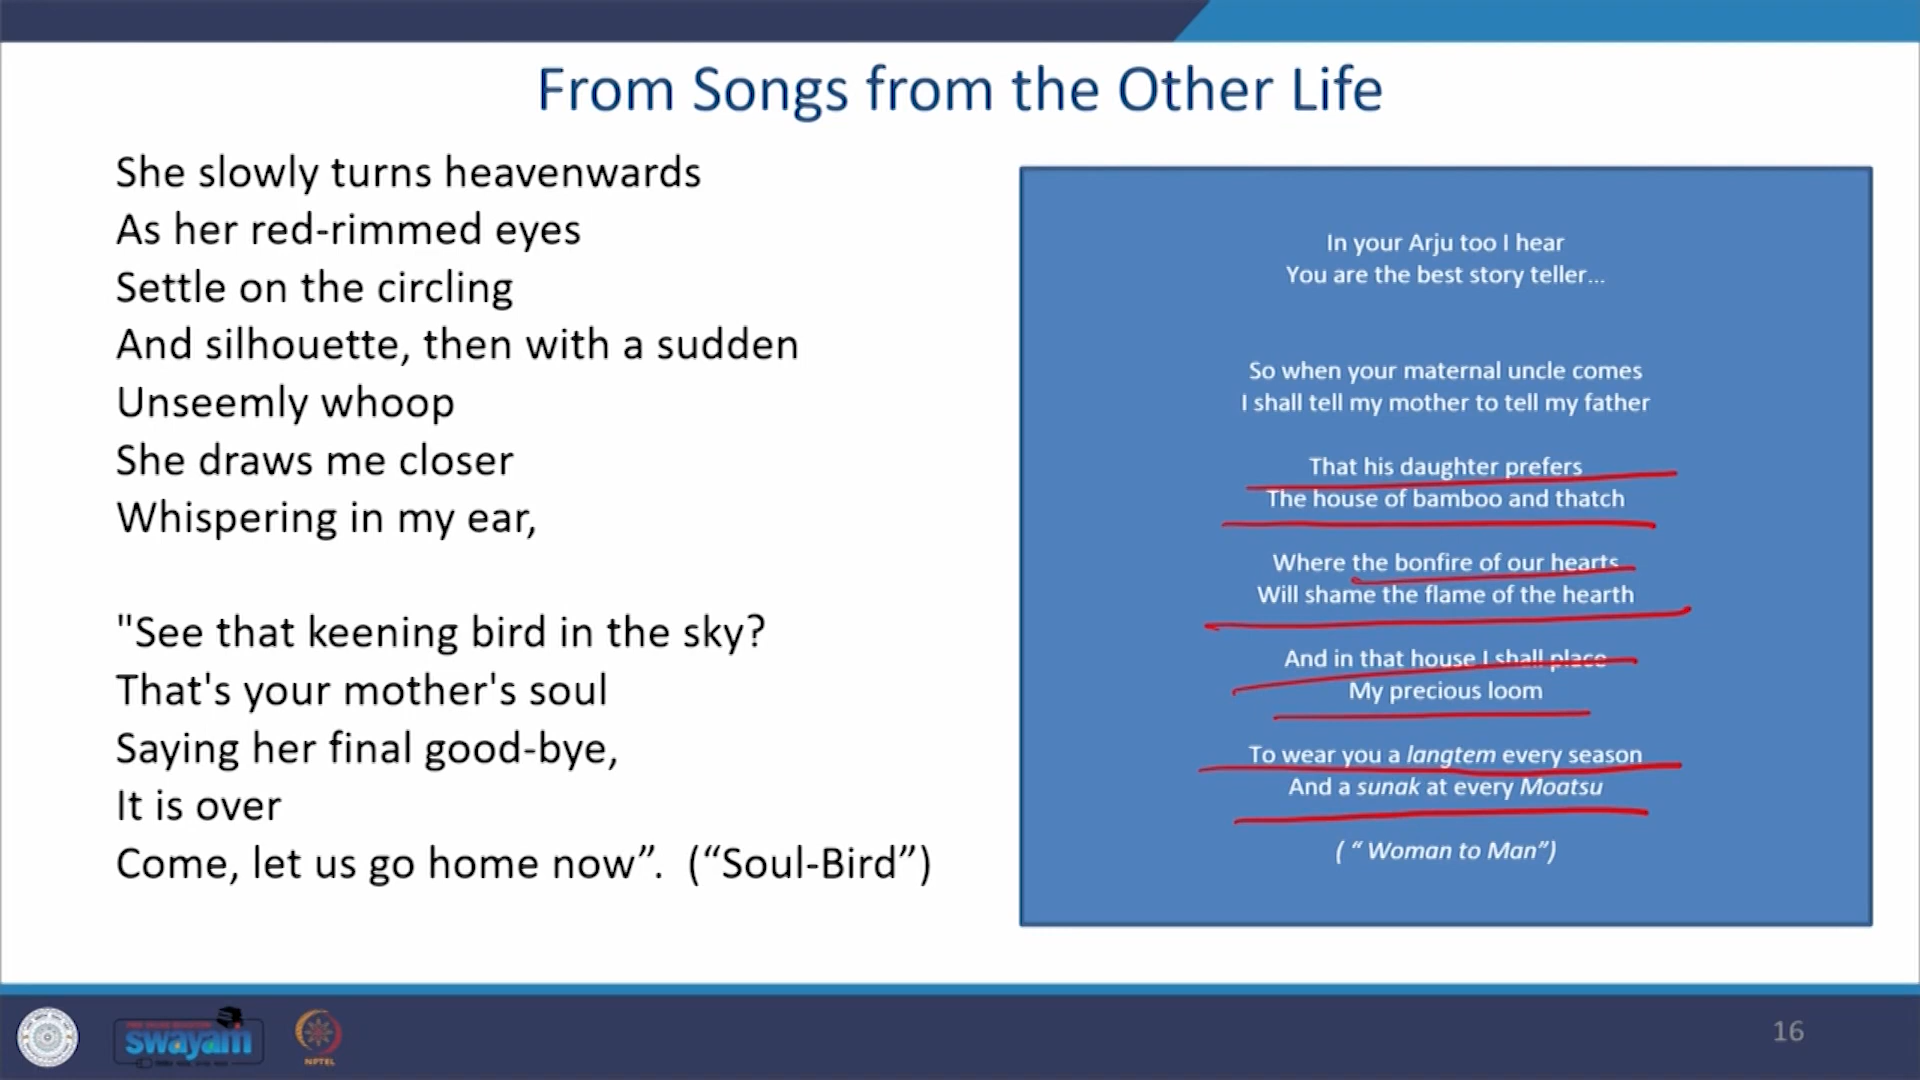 From Songs from the Other Life
She slowly turns heavenwards
As her red-rimmed eyes
Settle on the circling
And silhouette, then with a sudden
Unseemly whoop
She draws me closer
Whispering in my ear,
"See that keening bird in the sky?
That's your mother's soul
Saying her final good-bye,
It is over
Come, let us go home now”. (“Soul-Bird”)
In your Arju too I hear
You are the best story teller...
So when your maternal uncle comes
I shall tell my mother to tell my father
That his daughter prefers
The house of bamboo and thatch
Where the bonfire of our hearts
Will shame the flame of the hearth
And in that house I shall place
My precious loom
To wear you a langtem every season
And a sunak at every Moatsu
( “ Woman to Man”)
swayam
NPTEL
16